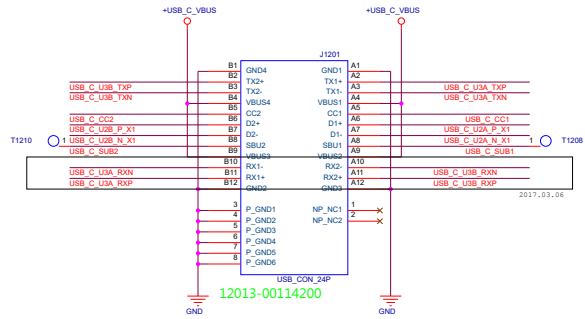 +USB_C_VBUS
+USB_C_VBUS
J1201
B1 GND4 GND1 A1
B2 TX2+ TX1+ A2
USB_C_U3B_TXP B3 TX2- TX1- A3 USB_C_U3A_TXP
USB_C_U3B_TXN B4 VBUS4 VBUS1 A4 USB_C_U3A_TXN
B5 CC2 CC1 A5
USB_C_CC2 B6 D2+ D1+ A6 USB_C_CC1
USB_C_U2B_P_X1 B7 D2- D1- A7 USB_C_U2A_P_X1
T1210 1 USB_C_U2B_N_X1 B8 SBU2 SBU1 A8 USB_C_U2A_N_X1 1 T1208
USB_C_SUB2 B9 VBUS3 VBUS2 A9 USB_C_SUB1
B10 RX1- RX2- A10
USB_C_U3A_RXN B11 RX1+ RX2+ A11 USB_C_U3B_RXN
USB_C_U3A_RXP B12 GND2 GND3 A12 USB_C_U3B_RXP
2017.03.06
3 P_GND1 NP_NC1 1
4 P_GND2 NP_NC2 2
5 P_GND3
6 P_GND4
7 P_GND5
8 P_GND6
USB_CON_24P
12013-00114200
GND
GND